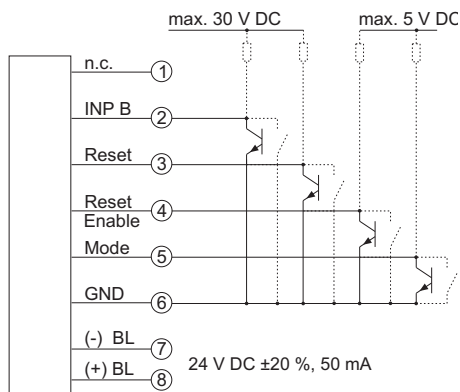 max. 30 V DC
max. 5 V DC
n.c.
1
INP B
2
Reset
3
Reset
Enable
4
Mode
5
GND
6
(-) BL
7
24 V DC ±20 %, 50 mA
(+) BL
8